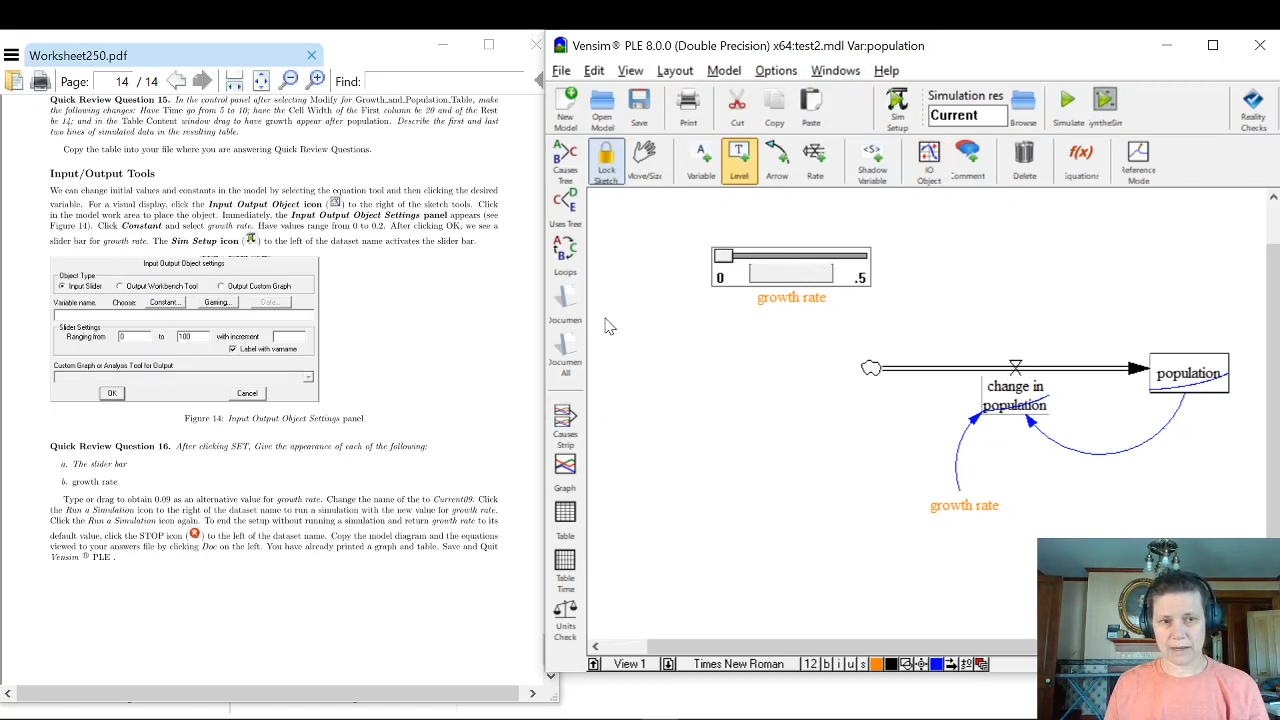 Worksheet250.pdf
Page: 14 / 14 Find:
Quick Review Question 15. In the control panel after selecting Modify for Growth_and_Population_Table, make
the following changes: Have Time go from 5 to 10; have the Cell Width of the First column be 20 and of the Rest
be 14; and in the Table Content window drag to have growth appear after population. Describe the first and last
two lines of simulated data in the resulting table.
Copy the table into your file where you are answering Quick Review Questions.
Input/Output Tools
We can change initial values and constants in the model by selecting the equation tool and then clicking the desired
variable. For a visual display, click the Input Output Object icon ( ) to the right of the sketch tools. Click
in the model work area to place the object. Immediately, the Input Output Object Settings panel appears (see
Figure 14). Click Constant and select growth rate. Have values range from 0 to 0.2. After clicking OK, we see a
slider bar for growth rate. The Sim Setup icon ( ) to the left of the dataset name activates the slider bar.
Input Output Object settings
Object Type
Input Slider Output Workbench Tool Output Custom Graph
Variable name. Choose: Constant... Gaming... Data...
Slider Settings
Ranging from 0 to 100 with increment
Label with varname
Custom Graph or Analysis Tool for Output
OK Cancel
Figure 14: Input Output Object Settings panel
Quick Review Question 16. After clicking SET, Give the appearance of each of the following:
a. The slider bar
b. growth rate
Type or drag to obtain 0.09 as an alternative value for growth rate. Change the name of the to Current09. Click
the Run a Simulation icon to the right of the dataset name to run a simulation with the new value for growth rate.
Click the Run a Simulation icon again. To end the setup without running a simulation and return growth rate to its
default value, click the STOP icon ( ) to the left of the dataset name. Copy the model diagram and the equations
viewed to your answers file by clicking Doc on the left. You have already printed a graph and table. Save and Quit
Vensim ® PLE .
Vensim® PLE 8.0.0 (Double Precision) x64:test2.mdl Var:population
File Edit View Layout Model Options Windows Help
New Model
Open Model
Save
Print
Cut
Copy
Paste
Sim Setup
Simulation res
Current
Browse
Simulate
SyntheSim
Reality Checks
Causes Tree
Lock Sketch
Move/Size
Variable
Level
Arrow
Rate
Shadow Variable
IO Object
Comment
Delete
Equations
Reference Mode
Uses Tree
Loops
Documen
Documen All
Causes Strip
Graph
Table
Table Time
Units Check
0 .5
growth rate
population
change in
population
growth rate
View 1 Times New Roman 12 b i u s